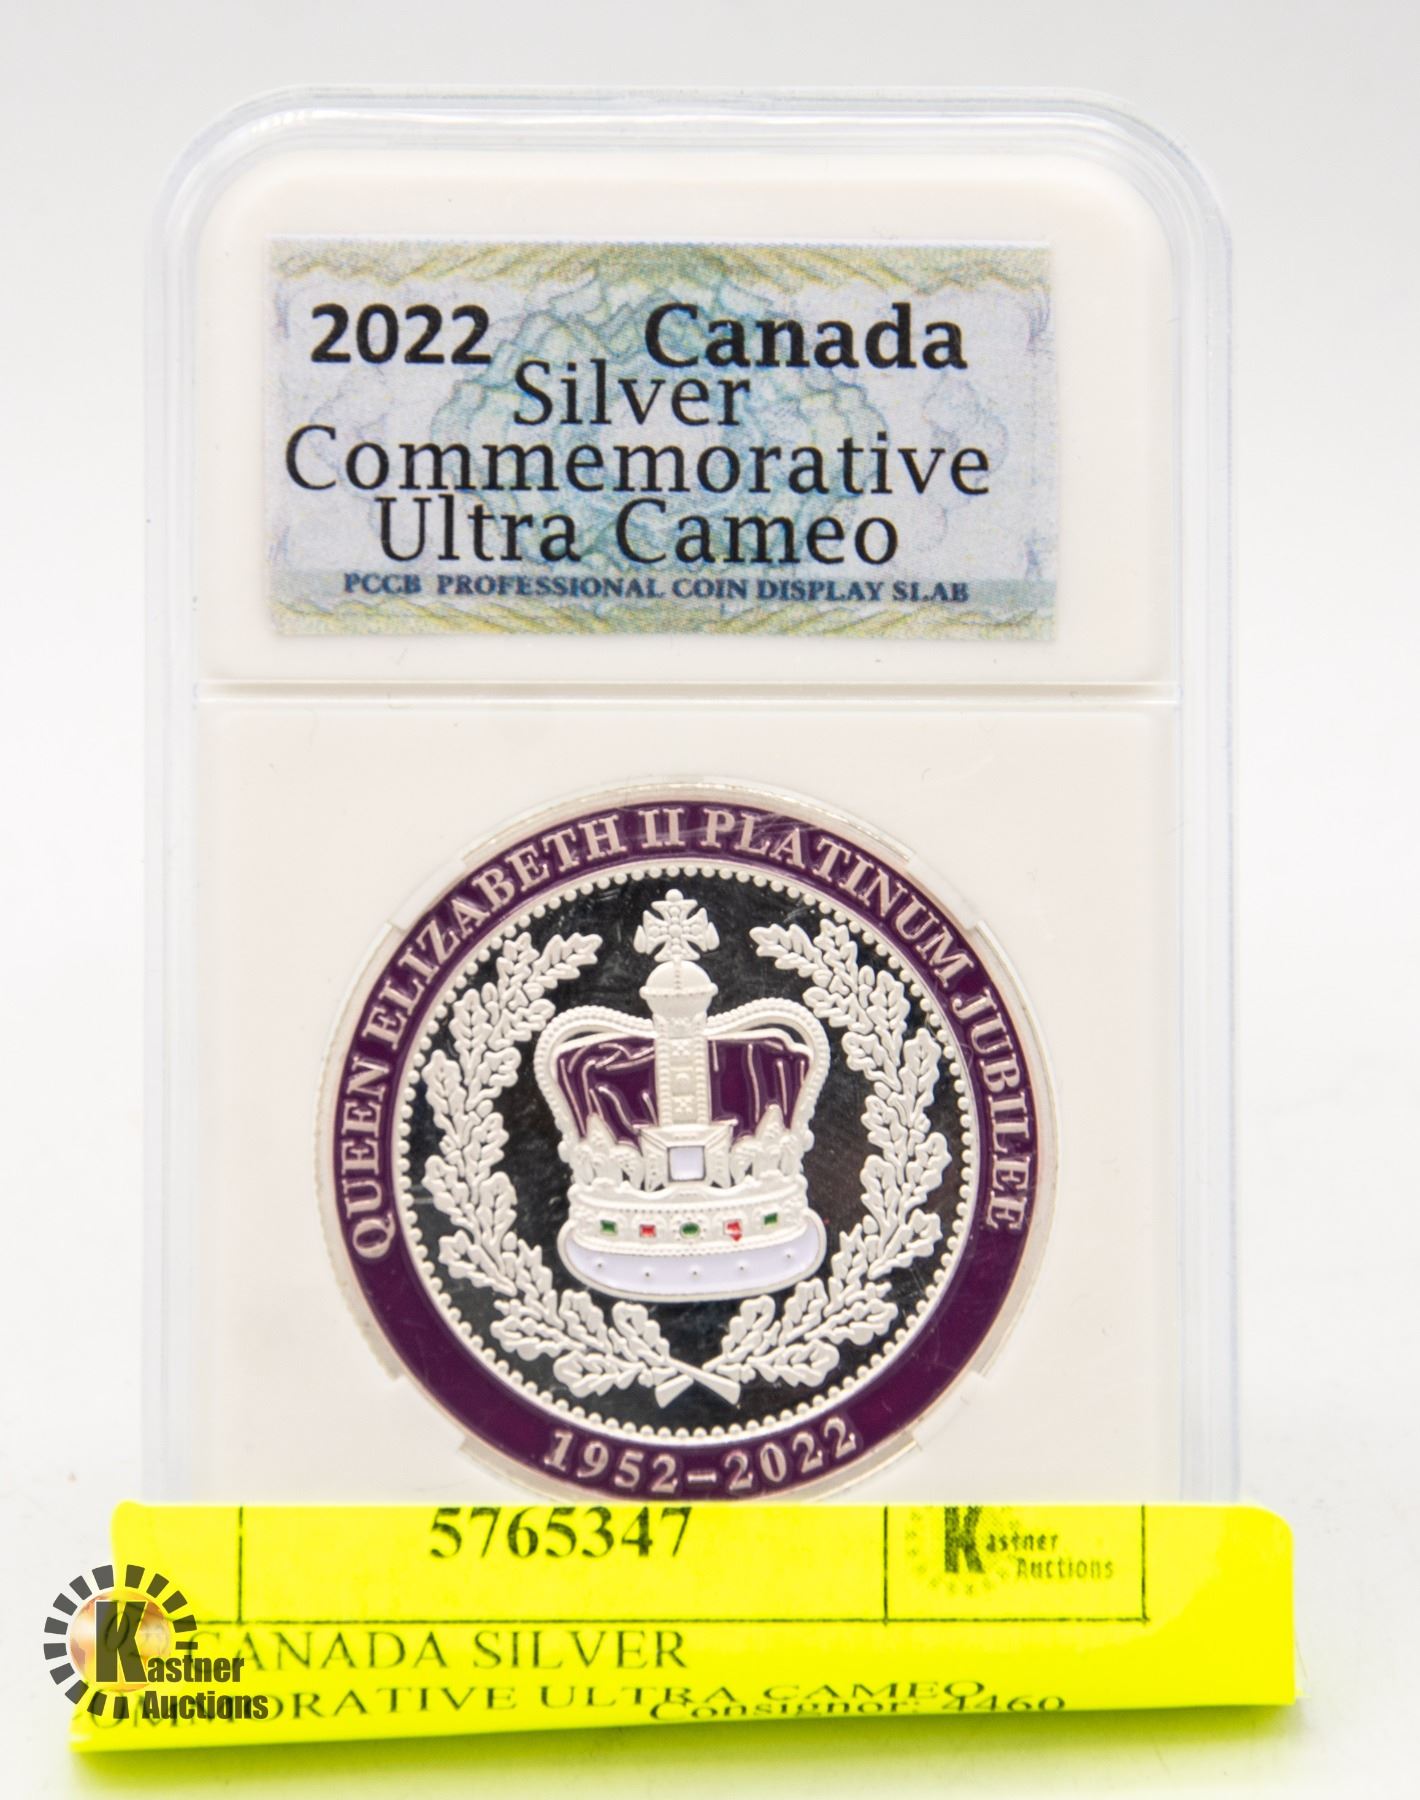 2022 Canada
Silver
Commemorative
Ultra Cameo
PCCB PROFESSIONAL COIN DISPLAY SLAB
QUEEN ELIZABETH II PLATINUM JUBILEE
1952-2022
5765347
Kastner
Auctions
CANADA SILVER
ULTRA CAMEO
Consignor: 4460
Kastner
Auctions